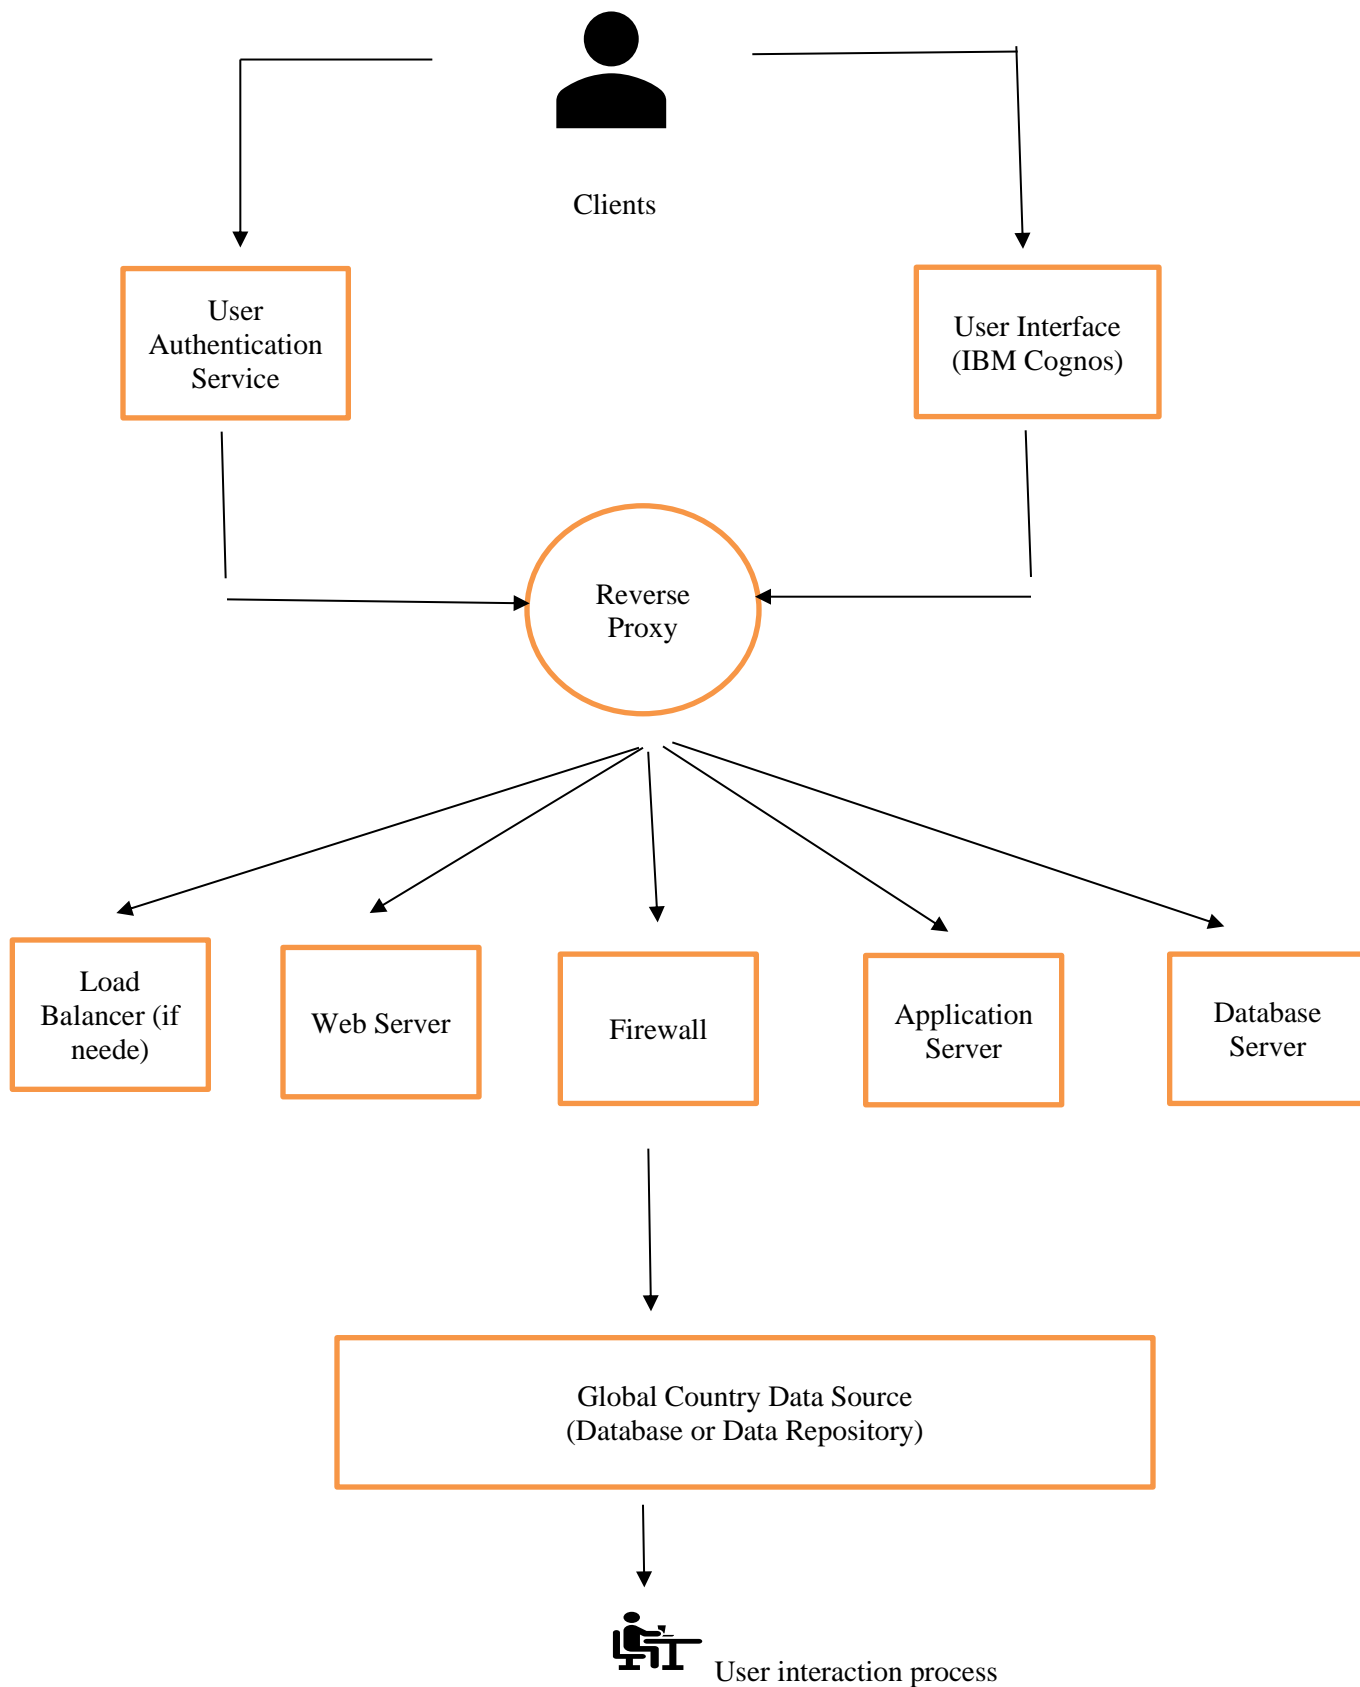 Clients
User
Authentication
Service
User Interface
(IBM Cognos)
Reverse
Proxy
Load
Balancer (if
neede)
Web Server
Firewall
Application
Server
Database
Server
Global Country Data Source
(Database or Data Repository)
User interaction process